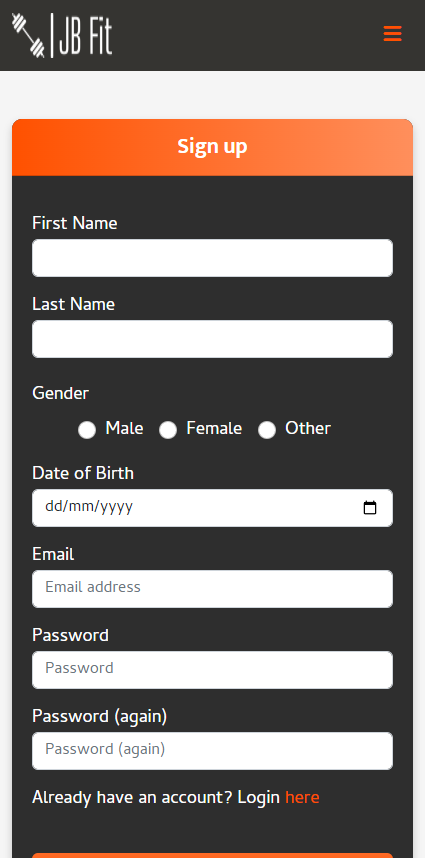 JB Fit
Sign up
First Name
Last Name
Gender
Male Female Other
Date of Birth
dd/mm/yyyy
Email
Email address
Password
Password
Password (again)
Password (again)
Already have an account? Login here